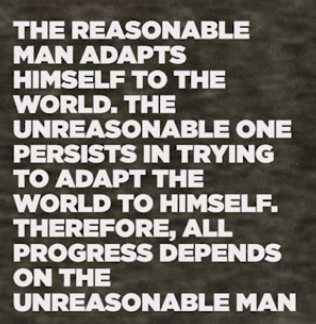 THE REASONABLE
MAN ADAPTS
HIMSELF TO THE
WORLD. THE
UNREASONABLE ONE
PERSISTS IN TRYING
TO ADAPT THE
WORLD TO HIMSELF.
THEREFORE, ALL
PROGRESS DEPENDS
ON THE
UNREASONABLE MAN